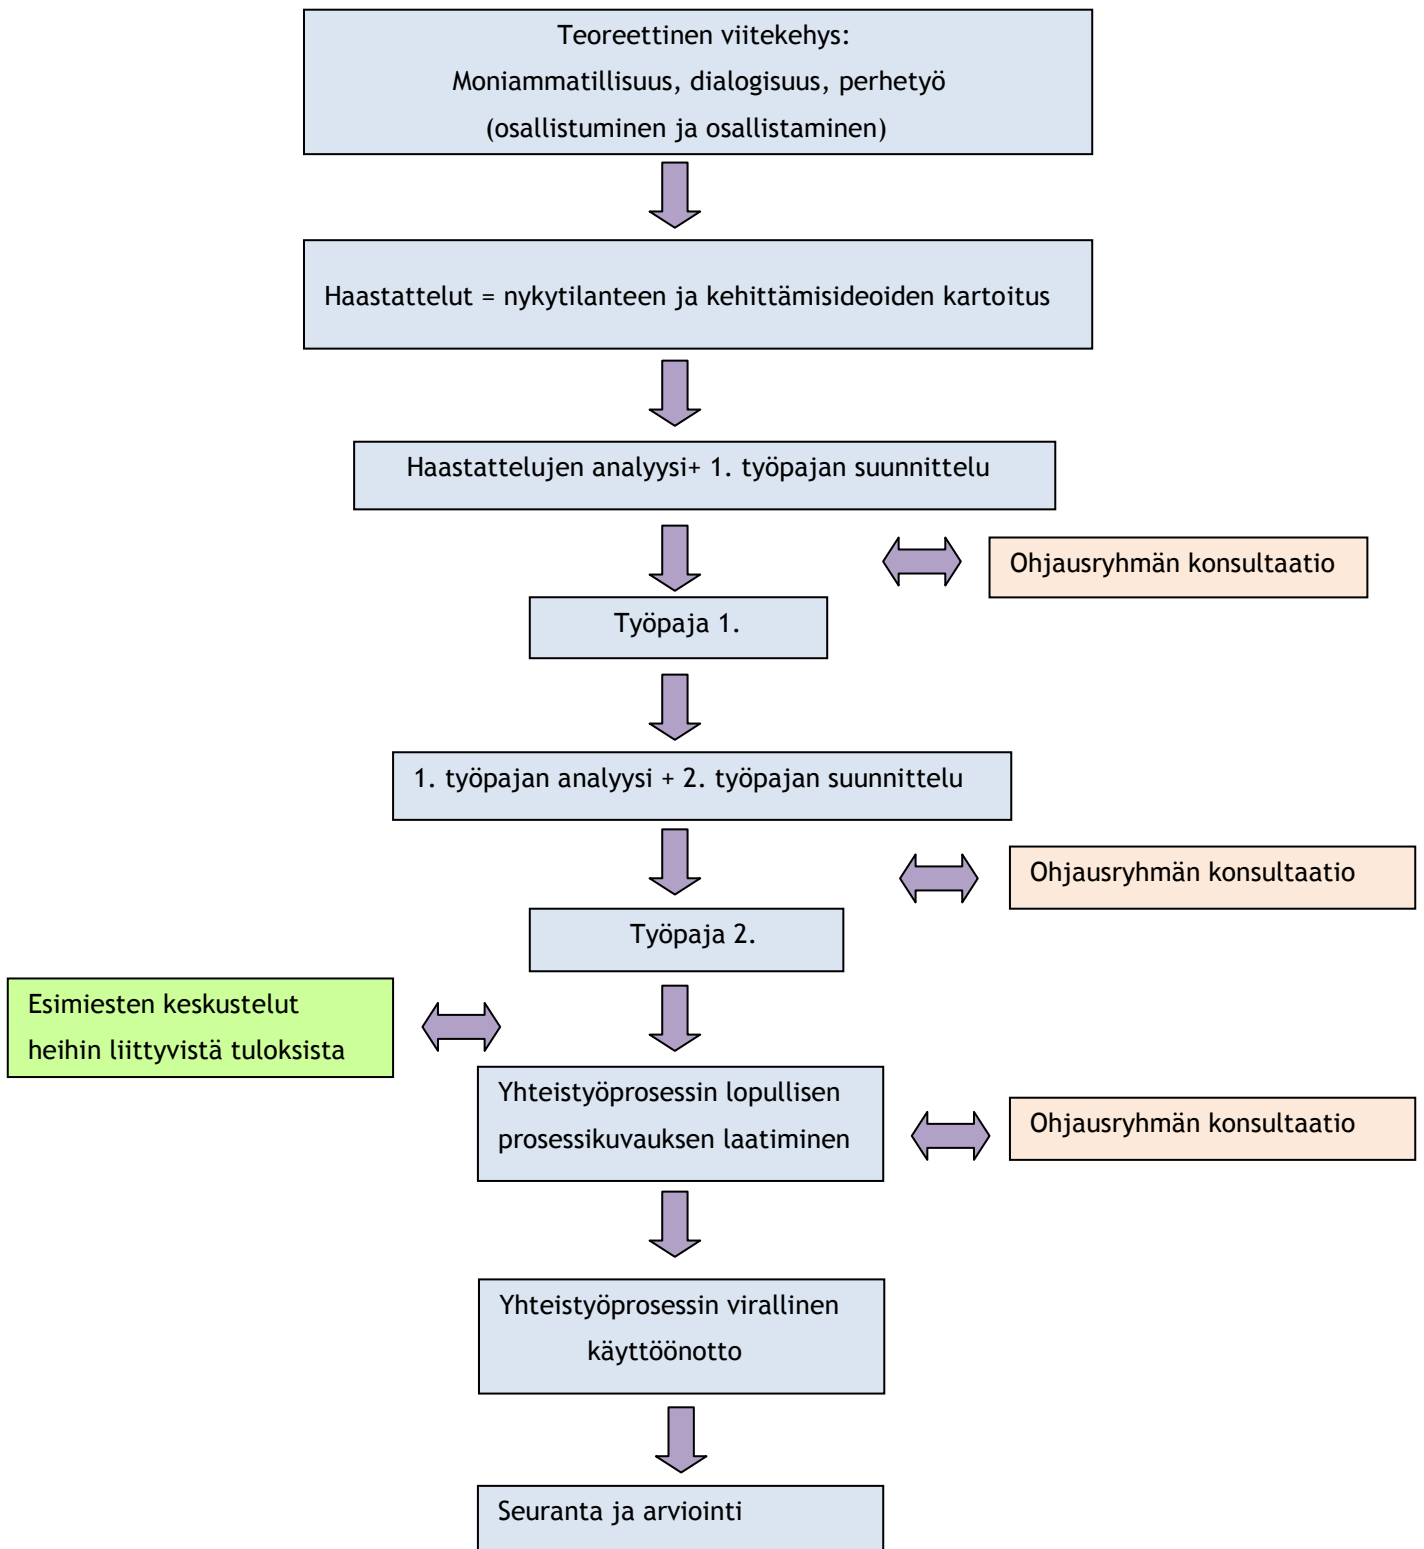 Teoreettinen viitekehys:
Moniammatillisuus, dialogisuus, perhetyö
(osallistuminen ja osallistaminen)
Haastattelut = nykytilanteen ja kehittämisideoiden kartoitus
Haastattelujen analyysi+ 1. työpajan suunnittelu
Ohjausryhmän konsultaatio
Työpaja 1.
1. työpajan analyysi + 2. työpajan suunnittelu
Ohjausryhmän konsultaatio
Työpaja 2.
Esimiesten keskustelut
heihin liittyvistä tuloksista
Yhteistyöprosessin lopullisen
prosessikuvauksen laatiminen
Ohjausryhmän konsultaatio
Yhteistyöprosessin virallinen
käyttöönotto
Seuranta ja arviointi